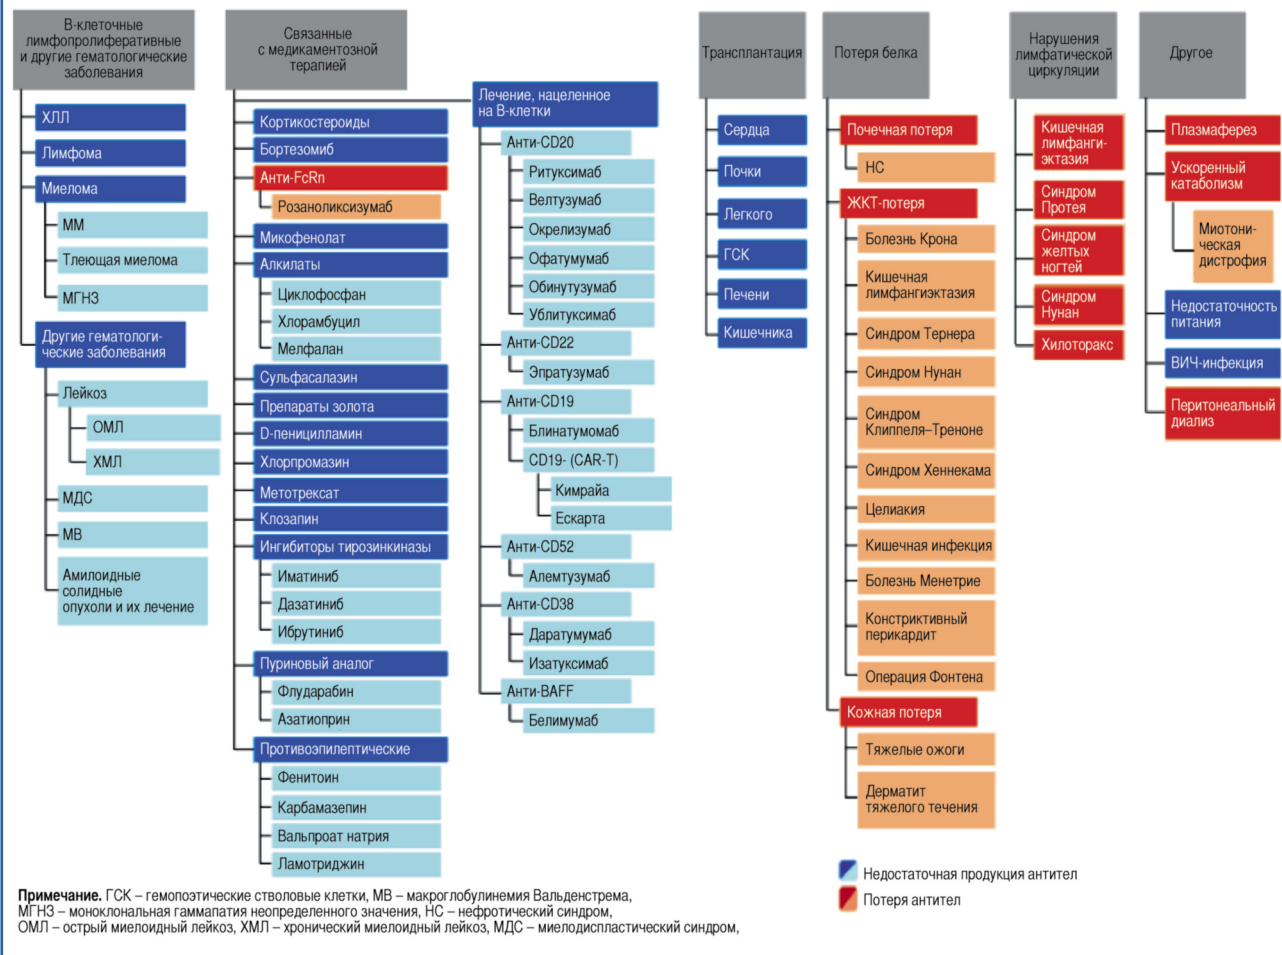 В-клеточные
лимфопролиферативные
и другие гематологические
заболевания
ХЛЛ
Лимфома
Миелома
ММ
Тлеющая миелома
МГНЗ
Другие гематологи-
ческие заболевания
Лейкоз
ОМЛ
ХМЛ
МДС
МВ
Амилоидные
солидные
опухоли и их лечение
Связанные
с медикаментозной
терапией
Кортикостероиды
Бортезомиб
Анти-FcRn
Розаноликсизумаб
Микофенолат
Алкилаты
Циклофосфан
Хлорамбуцил
Мелфалан
Сульфасалазин
Препараты золота
D-пеницилламин
Хлорпромазин
Метотрексат
Клозапин
Ингибиторы тирозинкиназы
Иматиниб
Дазатиниб
Ибрутиниб
Пуриновый аналог
Флударабин
Азатиоприн
Противоэпилептические
Фенитоин
Карбамазепин
Вальпроат натрия
Ламотриджин
Лечение, нацеленное
на В-клетки
Анти-CD20
Ритуксимаб
Велтузумаб
Окрелизумаб
Офатумумаб
Обинутузумаб
Ублитуксимаб
Анти-CD22
Эпратузумаб
Анти-CD19
Блинатумомаб
CD19- (CAR-T)
Кимрайа
Ескарта
Анти-CD52
Алемтузумаб
Анти-CD38
Даратумумаб
Изатуксимаб
Анти-BAFF
Белимумаб
Трансплантация
Сердца
Почки
Легкого
ГСК
Печени
Кишечника
Потеря белка
Почечная потеря
НС
ЖКТ-потеря
Болезнь Крона
Кишечная
лимфангиэктазия
Синдром Тернера
Синдром Нунан
Синдром
Клиппеля–Треноне
Синдром Хеннекама
Целиакия
Кишечная инфекция
Болезнь Менетрие
Констриктивный
перикардит
Операция Фонтена
Кожная потеря
Тяжелые ожоги
Дерматит
тяжелого течения
Нарушения
лимфатической
циркуляции
Кишечная
лимфанги-
эктазия
Синдром
Протея
Синдром
желтых
ногтей
Синдром
Нунан
Хилоторакс
Другое
Плазмаферез
Ускоренный
катаболизм
Миотони-
ческая
дистрофия
Недостаточность
питания
ВИЧ-инфекция
Перитонеальный
диализ
Недостаточная продукция антител
Потеря антител
Примечание. ГСК – гемопоэтические стволовые клетки, МВ – макроглобулинемия Вальденстрема,
МГНЗ – моноклональная гаммапатия неопределенного значения, НС – нефротический синдром,
ОМЛ – острый миелоидный лейкоз, ХМЛ – хронический миелоидный лейкоз, МДС – миелодиспластический синдром,